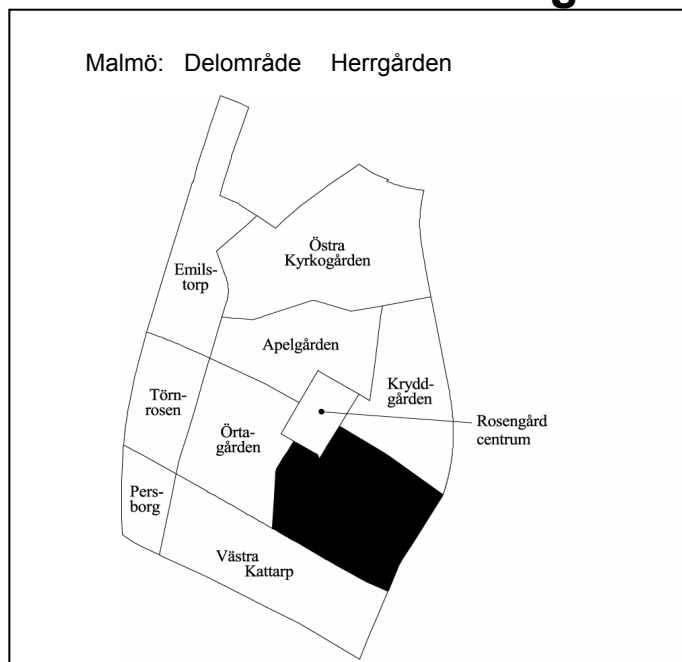 Malmö: Delområde Herrgården
Östra
Kyrkogården
Emils-
torp
Apelgården
Krydd-
gården
Törn-
rosen
Örta-
gården
Rosengård
centrum
Pers-
borg
Västra
Kattarp